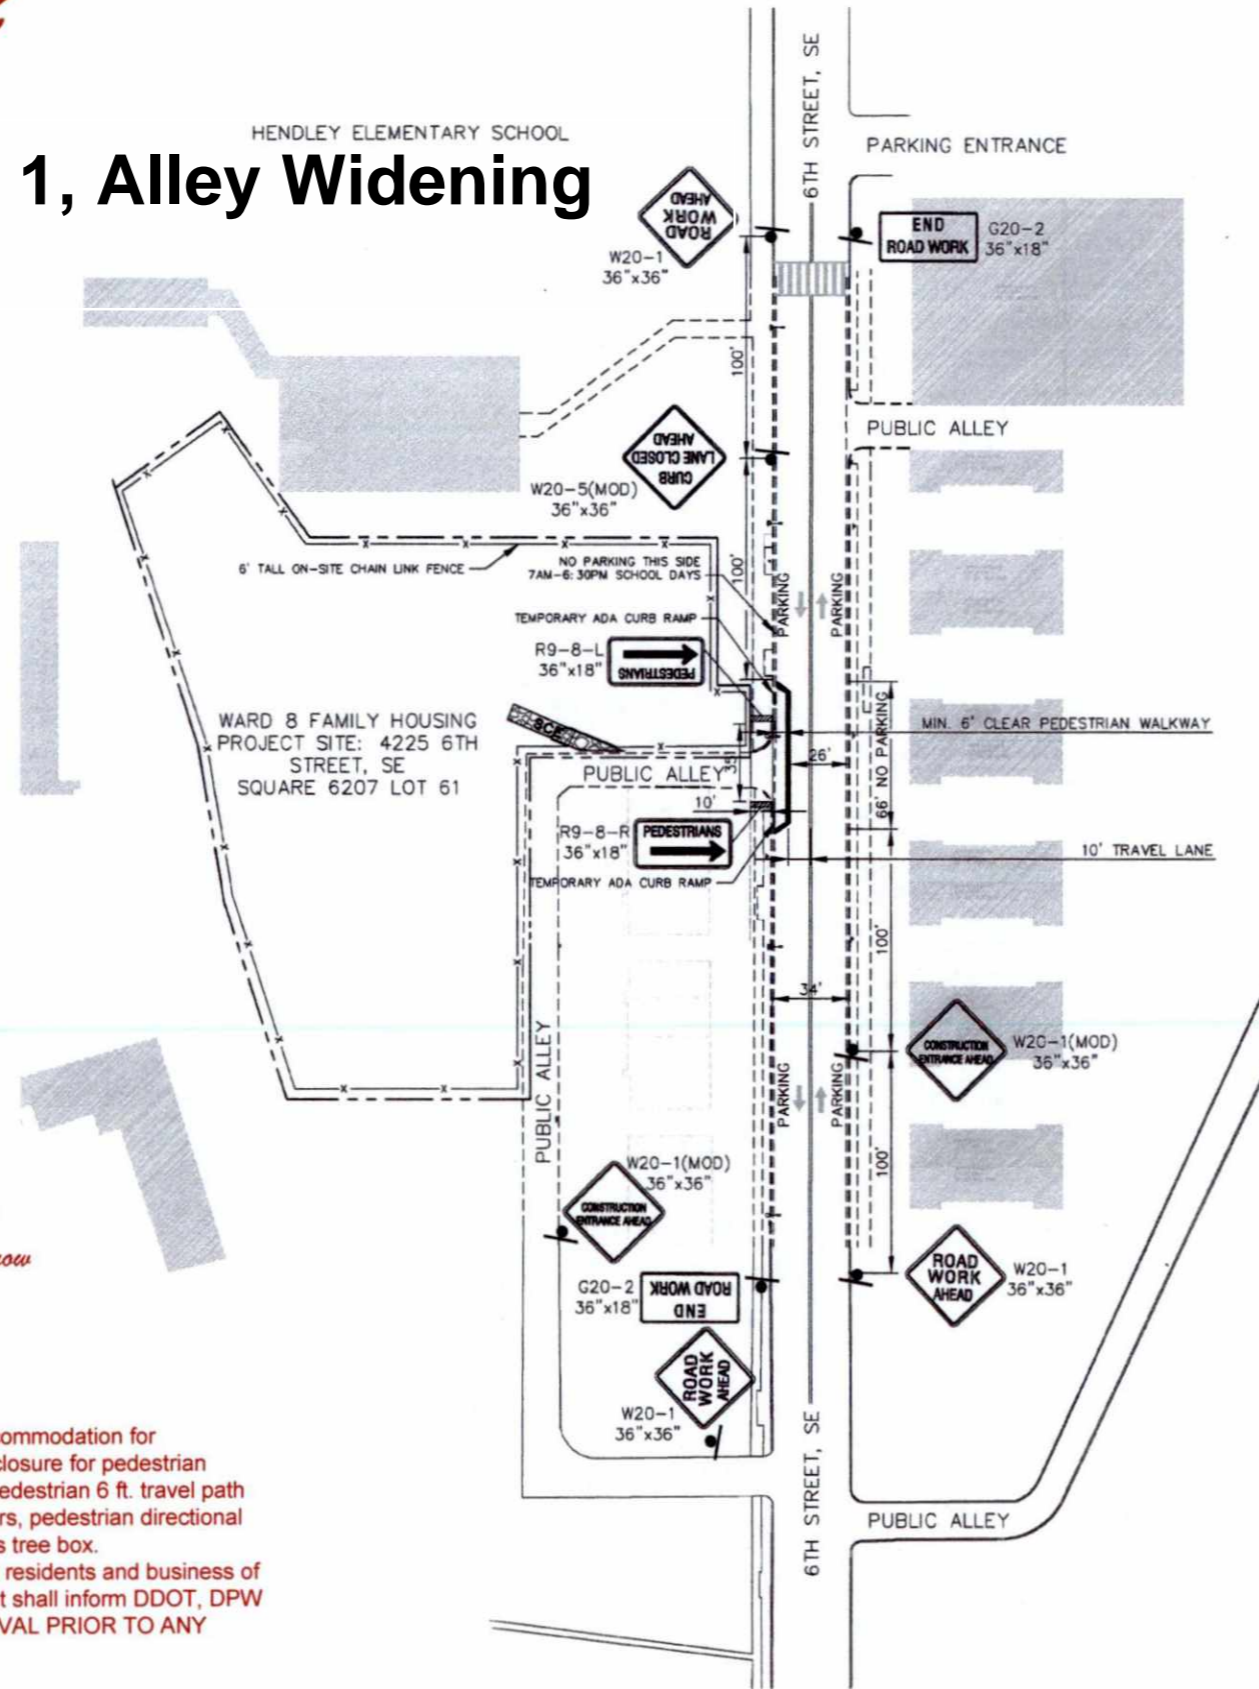 6TH STREET, SE
HENDLEY ELEMENTARY SCHOOL
PARKING ENTRANCE
1, Alley Widening
ROAD
WORK
AHEAD
W20-1
36"x36"
END
ROAD WORK
G20-2
36"x18"
100'
PUBLIC ALLEY
CURB
LANE CLOSED
AHEAD
W20-5(MOD)
36"x36"
6' TALL ON-SITE CHAIN LINK FENCE
NO PARKING THIS SIDE
7AM-6:30PM SCHOOL DAYS
100'
PARKING
PARKING
TEMPORARY ADA CURB RAMP
R9-8-L
36"x18"
PEDESTRIANS
WARD 8 FAMILY HOUSING
PROJECT SITE: 4225 6TH
STREET, SE
SQUARE 6207 LOT 61
SCE
PUBLIC ALLEY
35'
26'
66' NO PARKING
MIN. 6' CLEAR PEDESTRIAN WALKWAY
10'
R9-8-R
36"x18"
PEDESTRIANS
10' TRAVEL LANE
TEMPORARY ADA CURB RAMP
100'
34'
CONSTRUCTION
ENTRANCE AHEAD
W20-1(MOD)
36"x36"
PUBLIC ALLEY
PARKING
PARKING
100'
W20-1(MOD)
36"x36"
CONSTRUCTION
ENTRANCE AHEAD
G20-2
36"x18"
END
ROAD WORK
ROAD
WORK
AHEAD
W20-1
36"x36"
ROAD
WORK
AHEAD
W20-1
36"x36"
6TH STREET, SE
PUBLIC ALLEY
ow
ommodation for
closure for pedestrian
edestrian 6 ft. travel path
rs, pedestrian directional
s tree box.
residents and business of
t shall inform DDOT, DPW
VAL PRIOR TO ANY